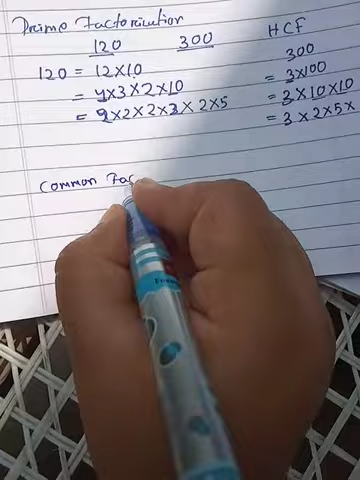 Prime Factorization HCF
120 300
300
120 = 12×10 = 3×100
= 4×3×2×10 = 3×10×10
= 2×2×2×3×2×5 = 3×2×5×
Common Fac